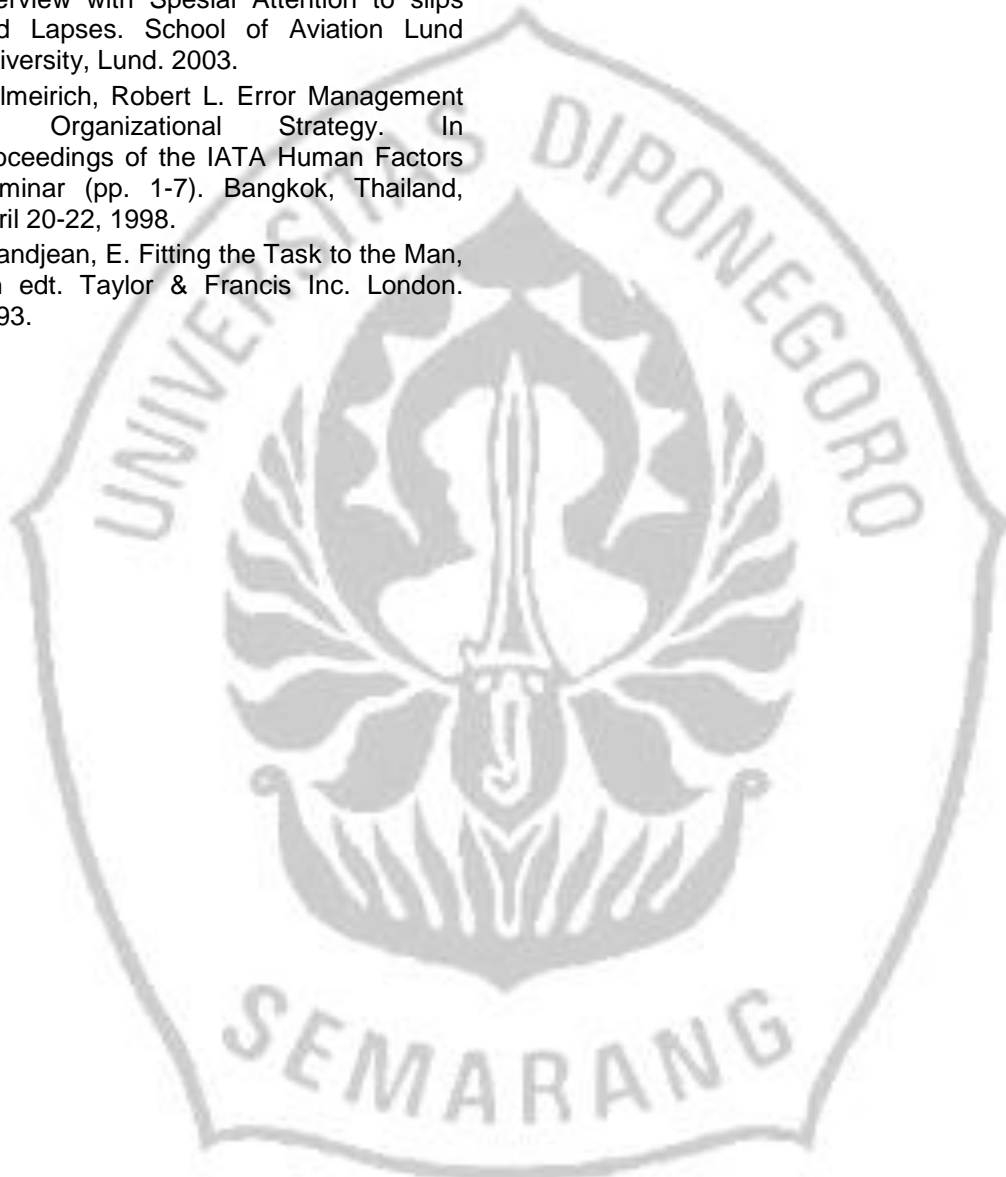 erview with Spesial Attention to slips
d Lapses. School of Aviation Lund
iversity, Lund. 2003.
lmeirich, Robert L. Error Management
Organizational Strategy. In
oceedings of the IATA Human Factors
minar (pp. 1-7). Bangkok, Thailand,
ril 20-22, 1998.
andjean, E. Fitting the Task to the Man,
edt. Taylor & Francis Inc. London.
93.
UNIVERSITAS DIPONEGORO
SEMARANG